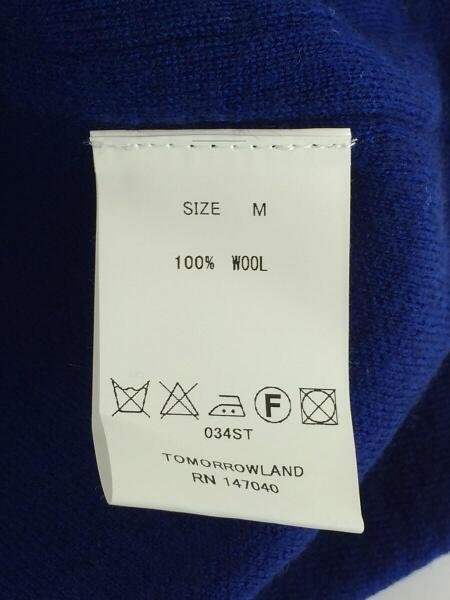 SIZE M
100% WOOL
F
034ST
TOMORROWLAND
RN 147040